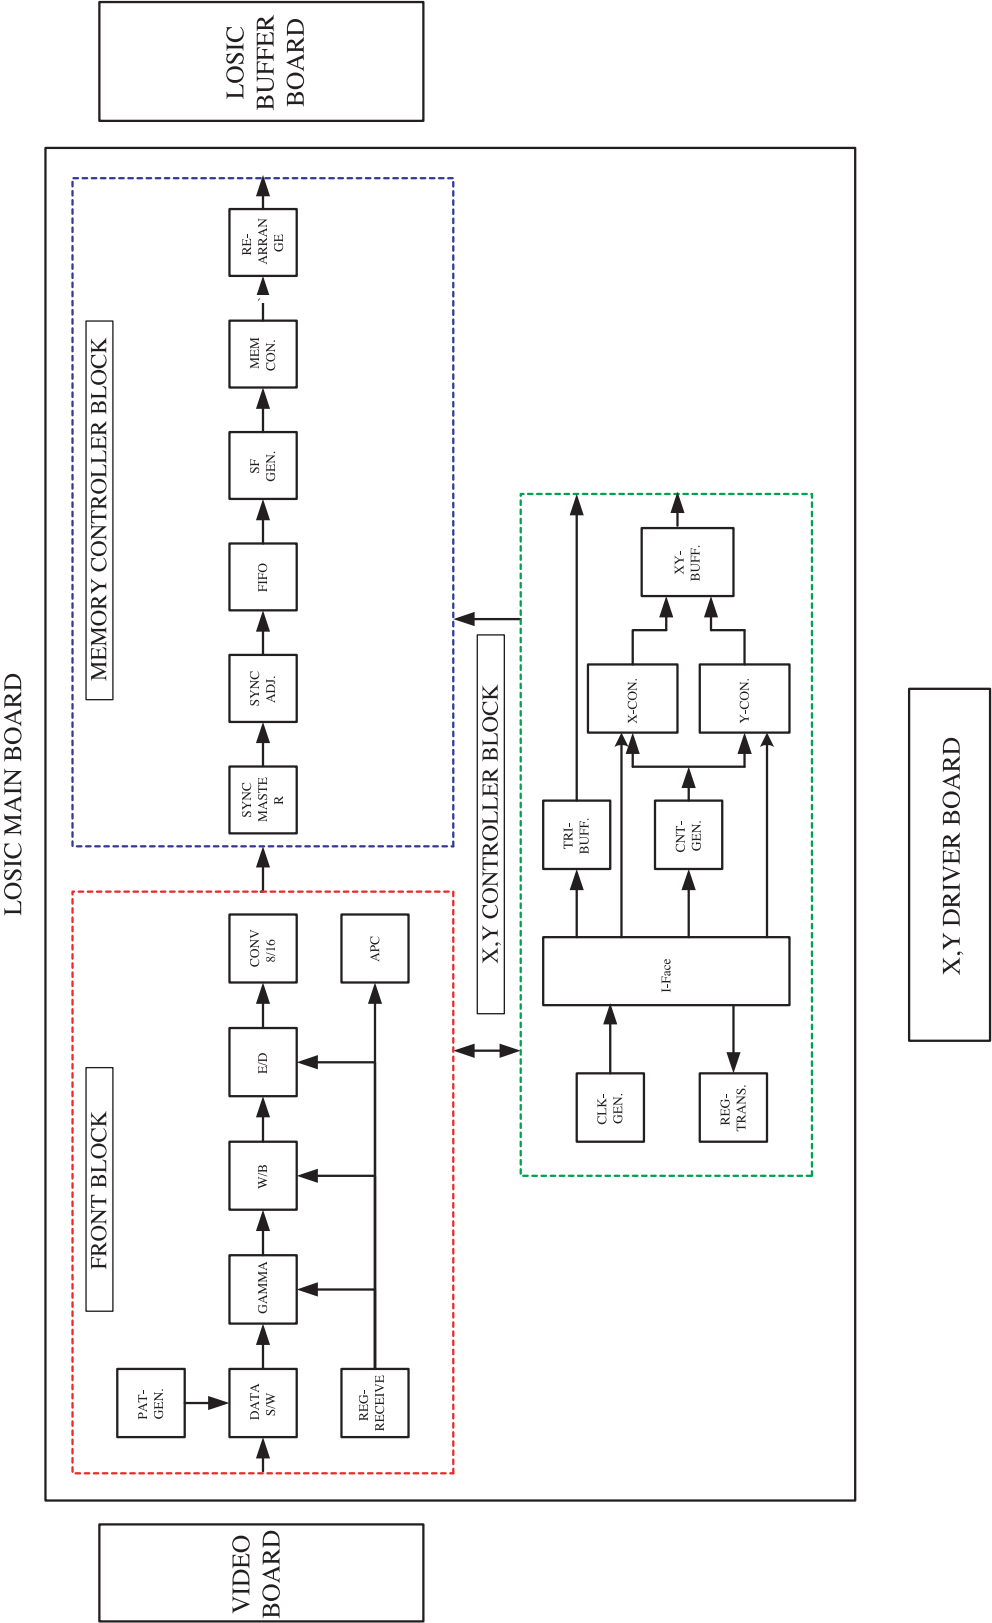 LOSIC MAIN BOARD
VIDEO
BOARD
FRONT BLOCK
PAT-
GEN.
DATA
S/W
GAMMA
W/B
E/D
CONV
8/16
REG-
RECEIVE
APC
MEMORY CONTROLLER BLOCK
SYNC
MASTE
R
SYNC
ADJ.
FIFO
SF
GEN.
MEM
CON.
RE-
ARRAN
GE
LOSIC
BUFFER
BOARD
X,Y CONTROLLER BLOCK
CLK-
GEN.
REG-
TRANS.
I-Face
TRI-
BUFF.
CNT-
GEN.
X-CON.
Y-CON.
XY-
BUFF.
X,Y DRIVER BOARD